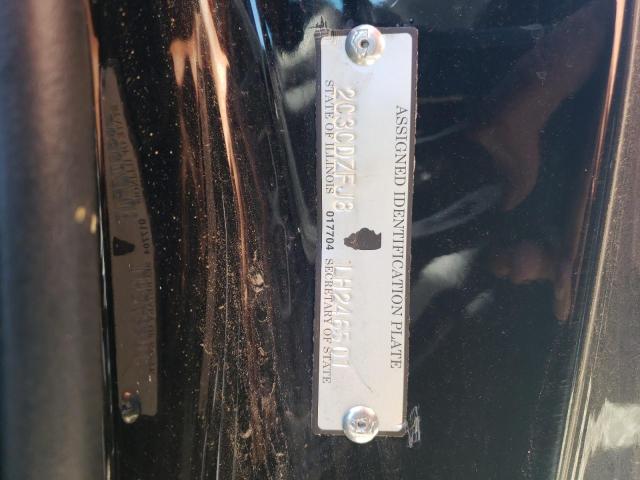 ASSIGNED IDENTIFICATION PLATE
2C3CDZFJ8 LH246501
STATE OF ILLINOIS 017704 SECRETARY OF STATE